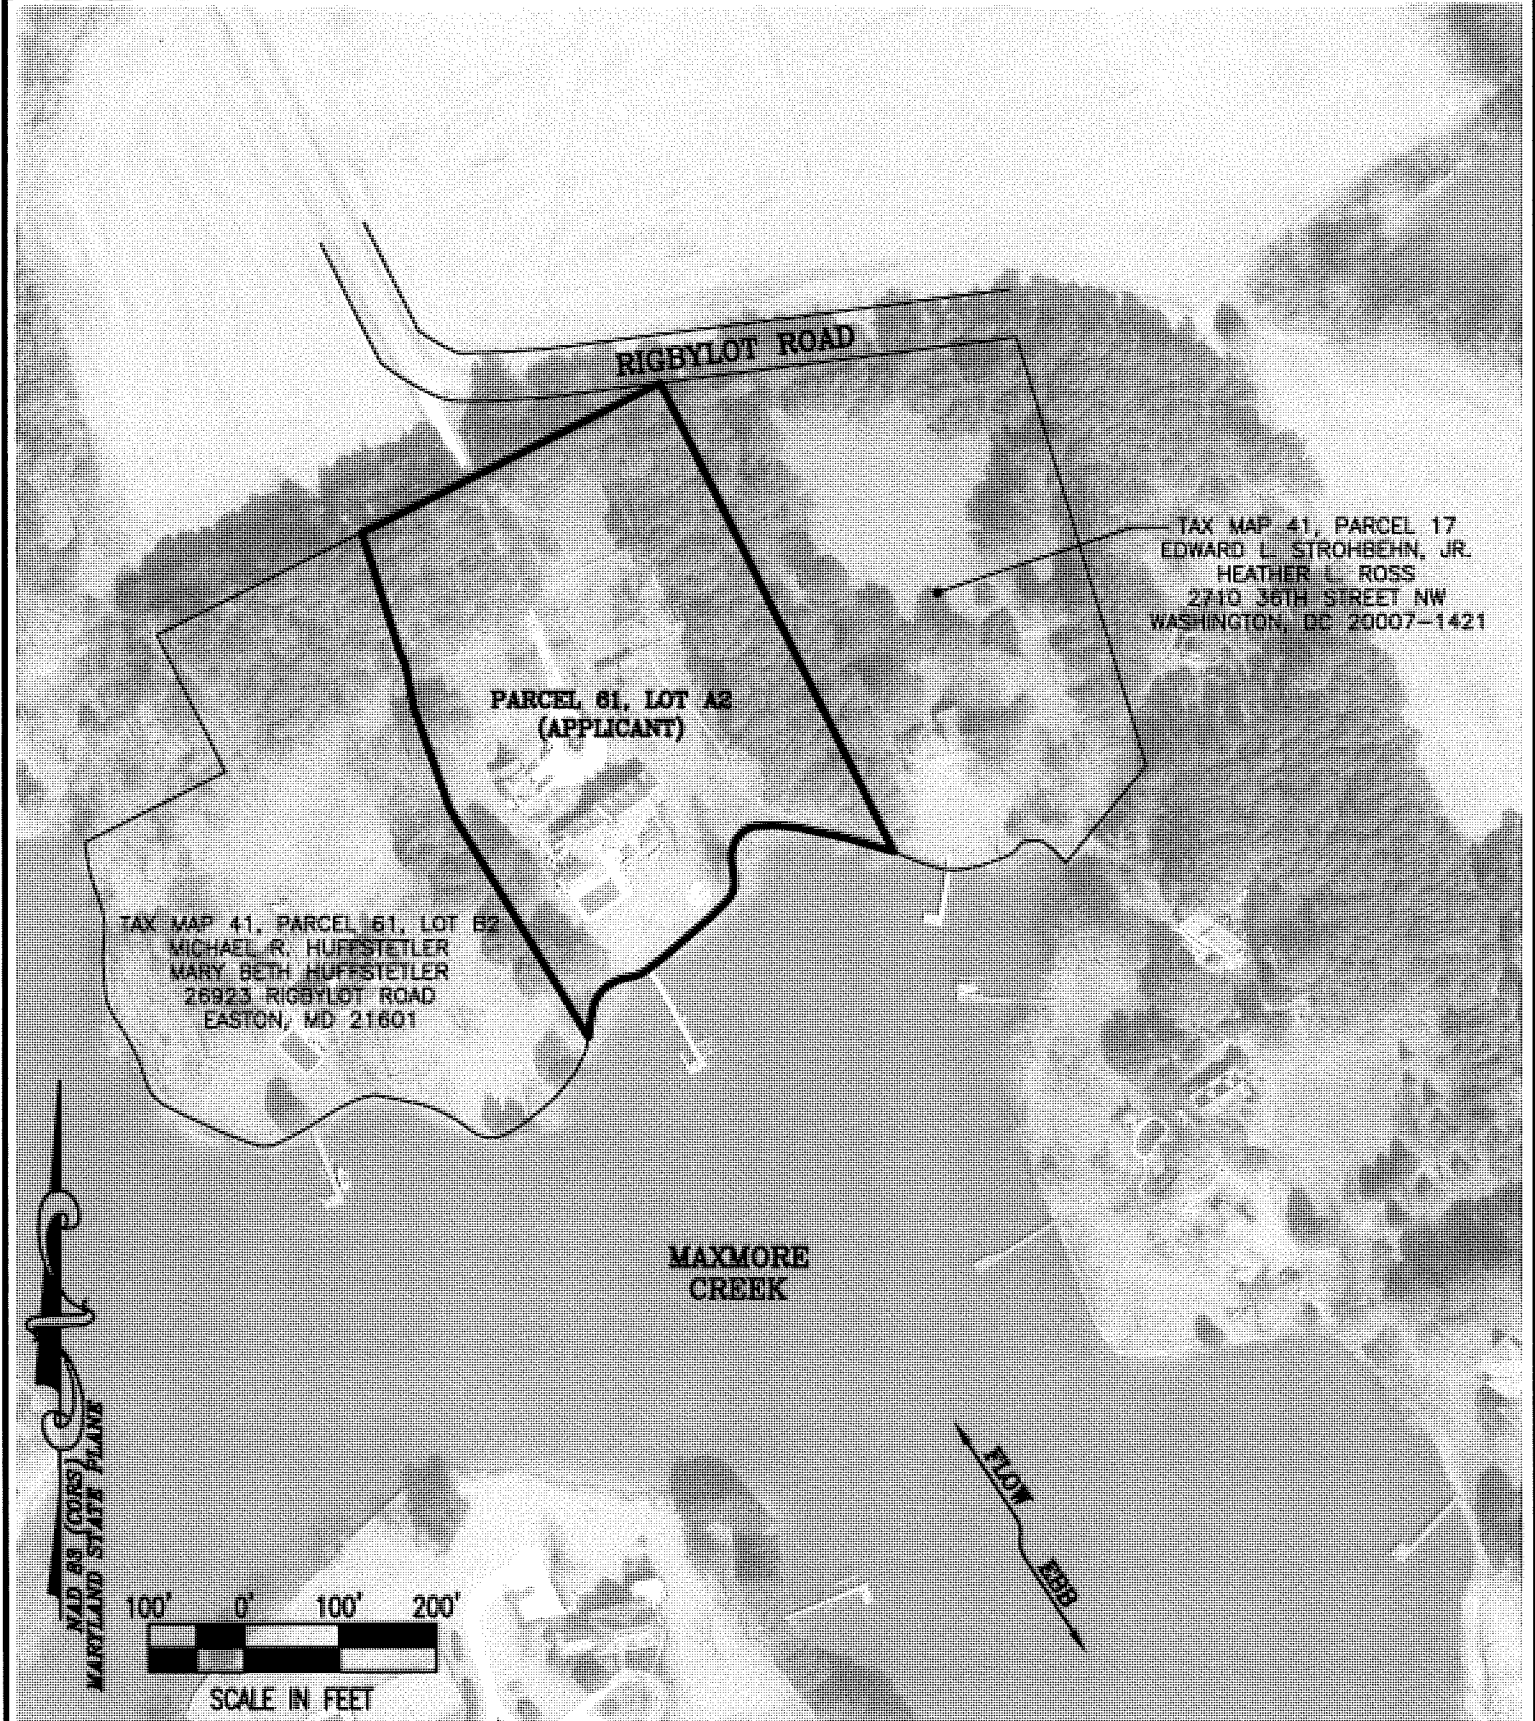 RIGBYLOT ROAD
TAX MAP 41, PARCEL 17
EDWARD L. STROHBEHN, JR.
HEATHER L. ROSS
2710 36TH STREET NW
WASHINGTON, DC 20007-1421
PARCEL 61, LOT A2
(APPLICANT)
TAX MAP 41, PARCEL 61, LOT B2
MICHAEL R. HUFFSTETLER
MARY BETH HUFFSTETLER
26923 RIGBYLOT ROAD
EASTON, MD 21601
MAXMORE
CREEK
FLOW
EBB
NAD 83 (CORS)
MARYLAND STATE PLANE
100' 0' 100' 200'
SCALE IN FEET